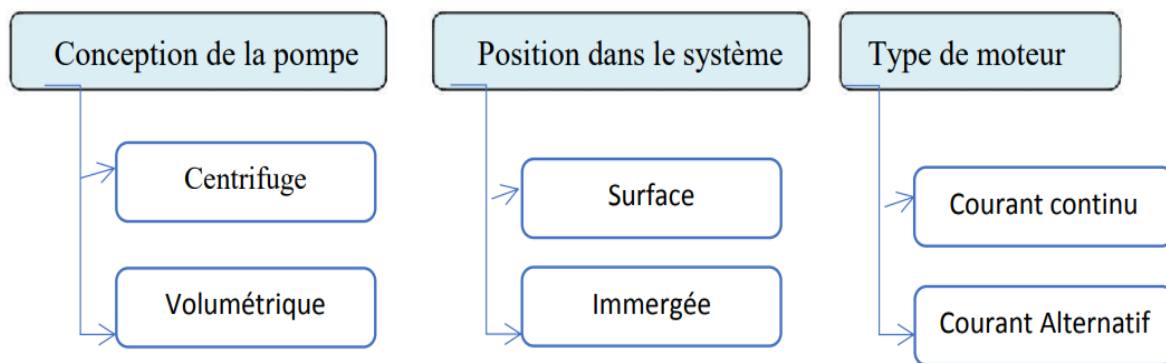 Conception de la pompe
Centrifuge
Volumétrique
Position dans le système
Surface
Immergée
Type de moteur
Courant continu
Courant Alternatif